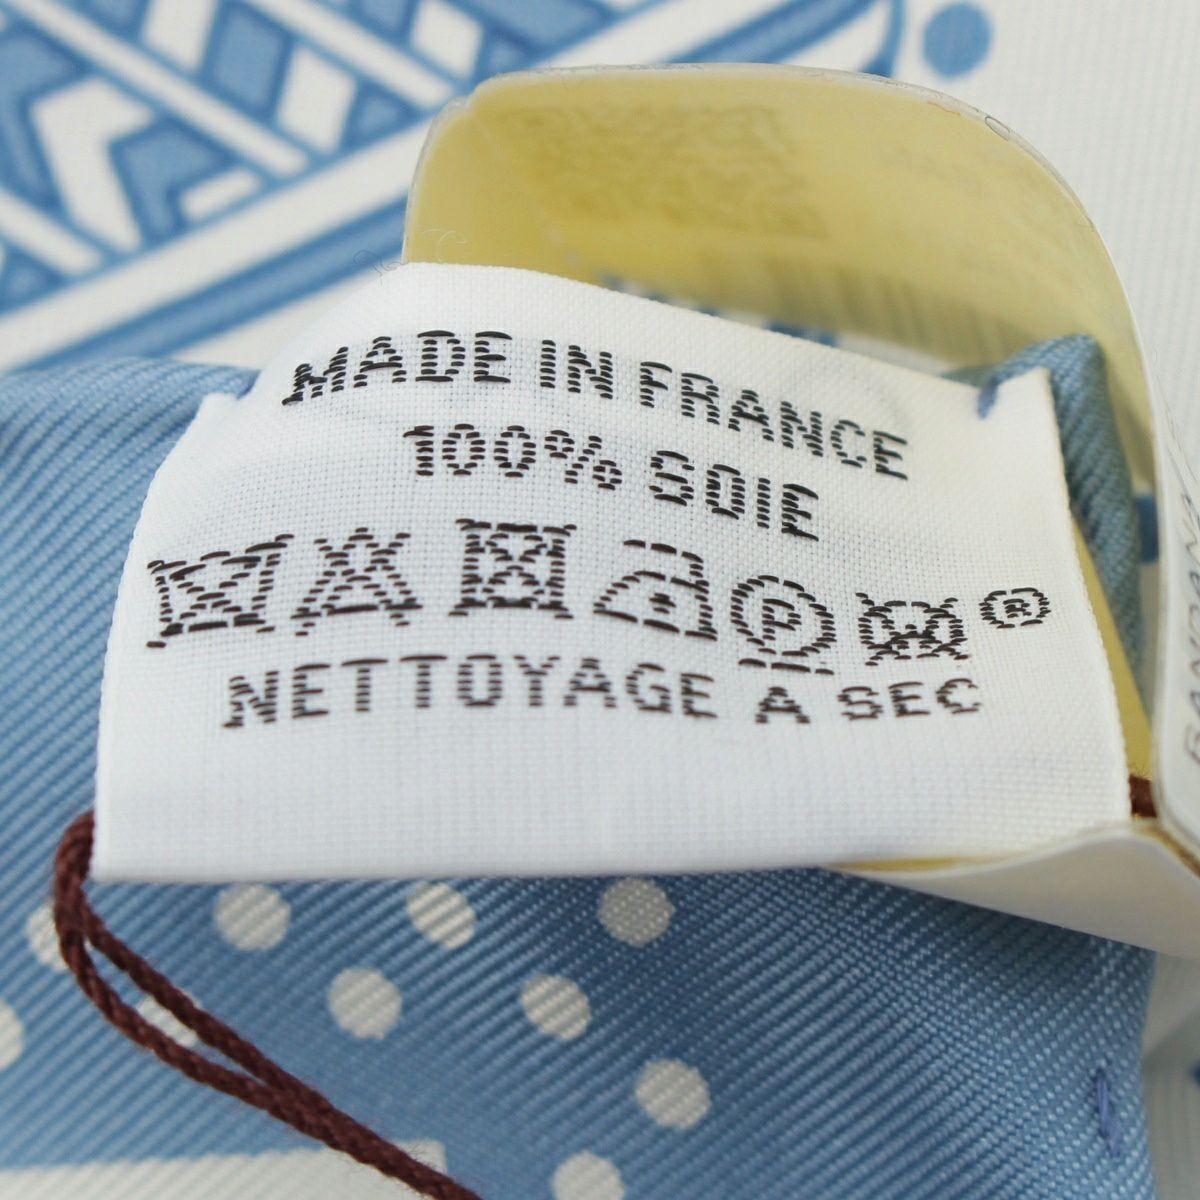 MADE IN FRANCE
100% SOIE
P ®
NETTOYAGE A SEC